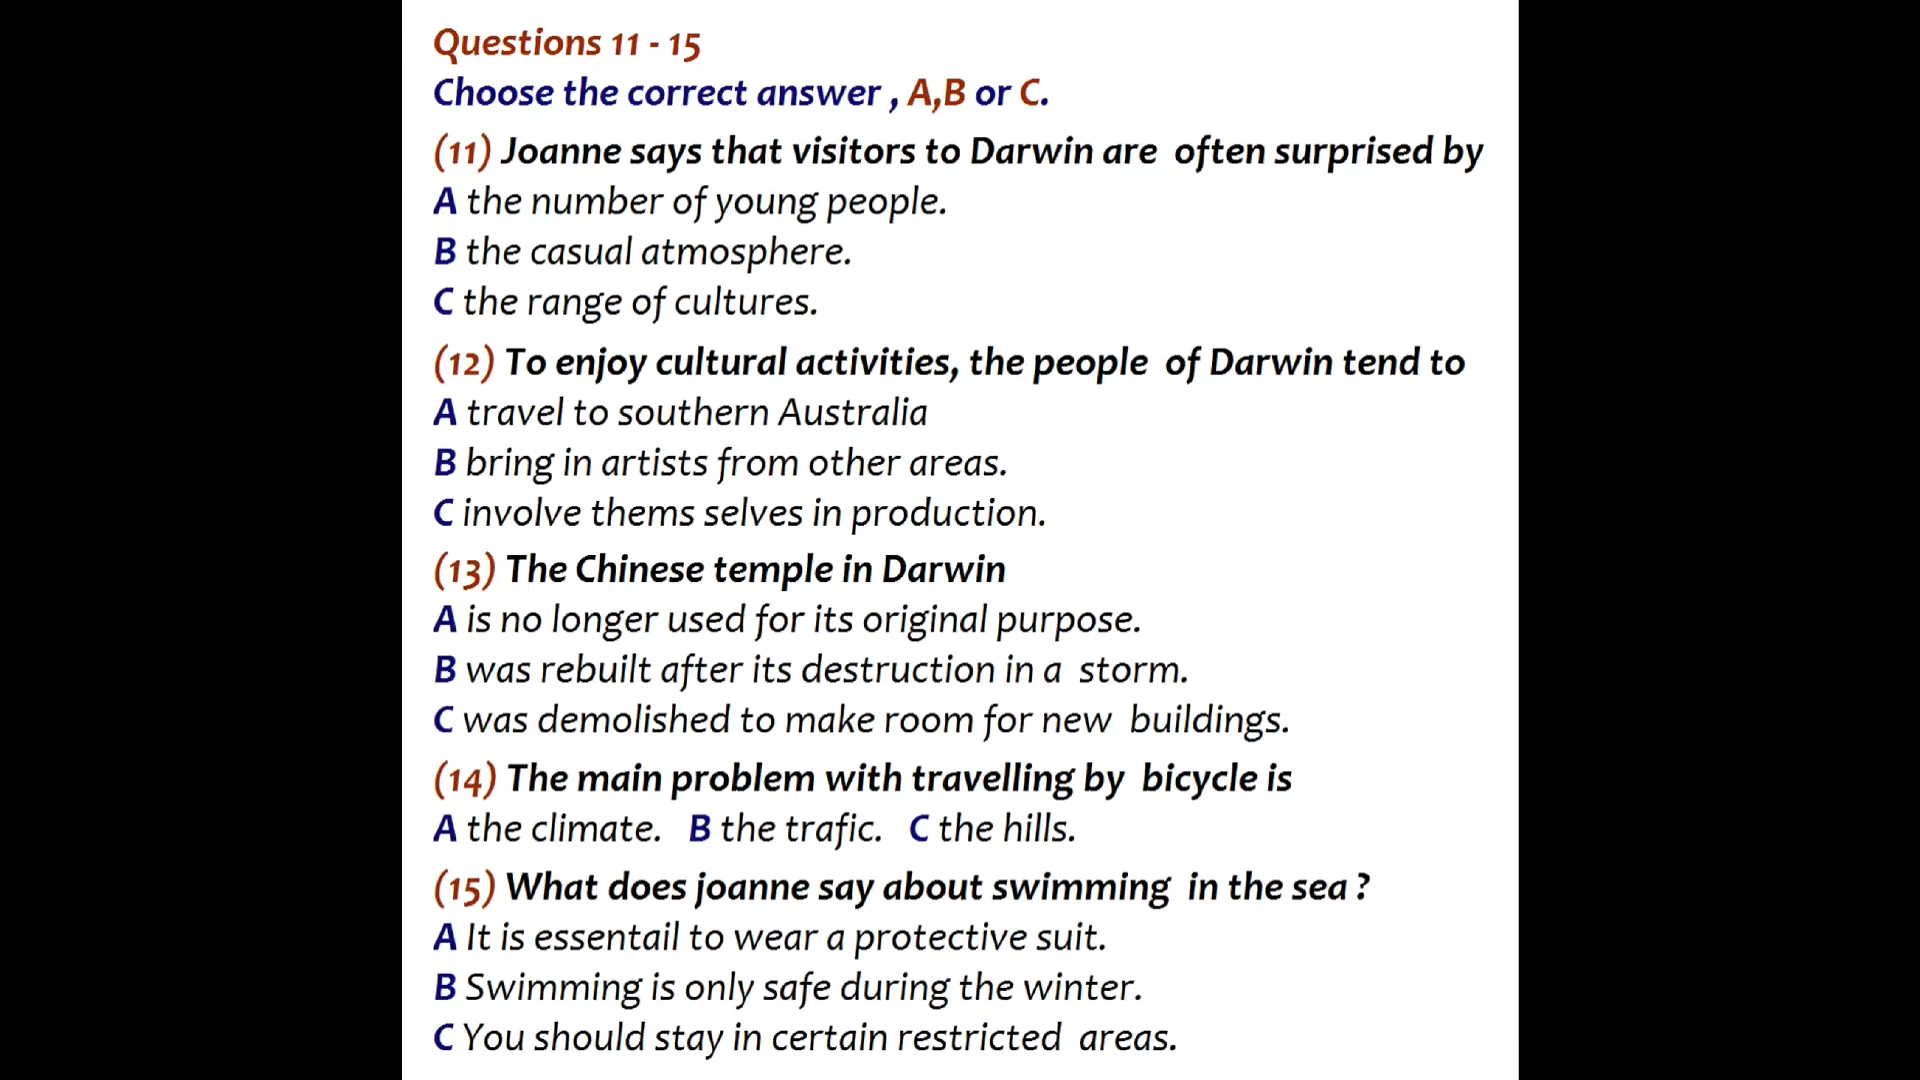 Questions 11 - 15
Choose the correct answer , A,B or C.
(11) Joanne says that visitors to Darwin are often surprised by
A the number of young people.
B the casual atmosphere.
C the range of cultures.
(12) To enjoy cultural activities, the people of Darwin tend to
A travel to southern Australia
B bring in artists from other areas.
C involve thems selves in production.
(13) The Chinese temple in Darwin
A is no longer used for its original purpose.
B was rebuilt after its destruction in a storm.
C was demolished to make room for new buildings.
(14) The main problem with travelling by bicycle is
A the climate. B the trafic. C the hills.
(15) What does joanne say about swimming in the sea ?
A It is essentail to wear a protective suit.
B Swimming is only safe during the winter.
C You should stay in certain restricted areas.